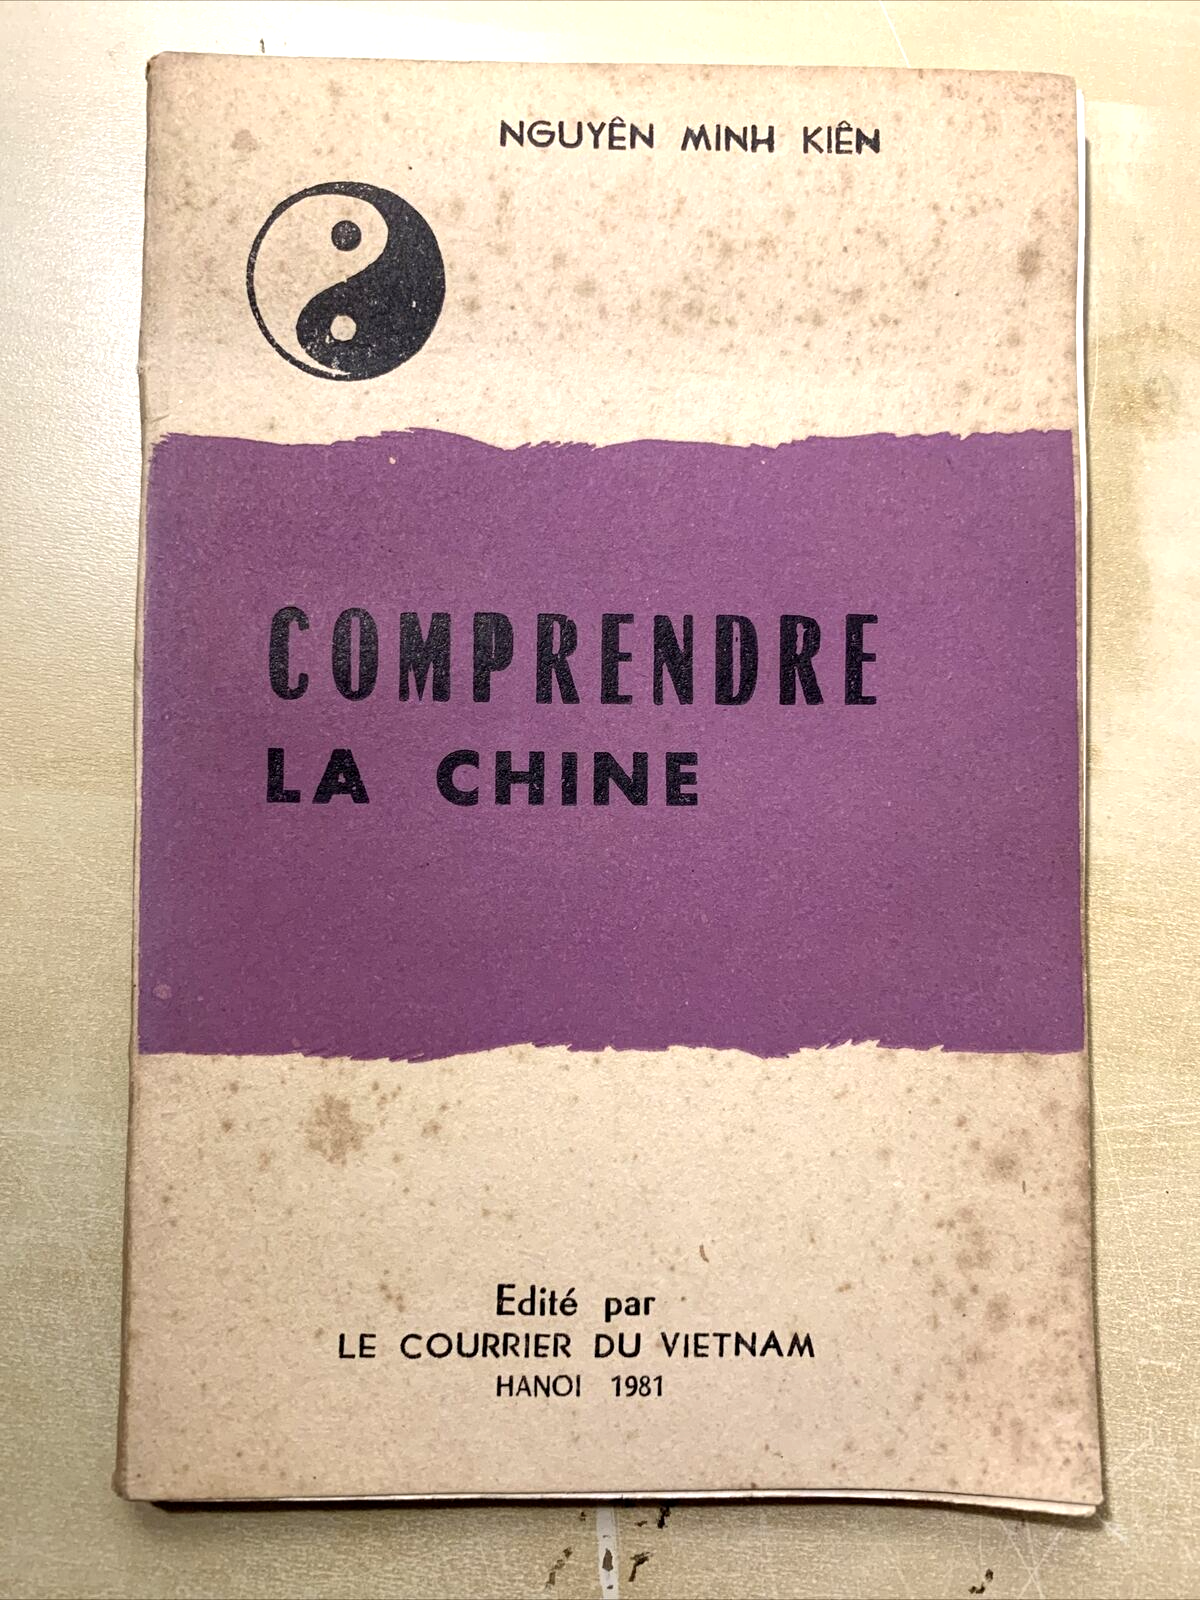 NGUYÊN MINH KIÊN
COMPRENDRE
LA CHINE
Edité par
LE COURRIER DU VIETNAM
HANOI 1981